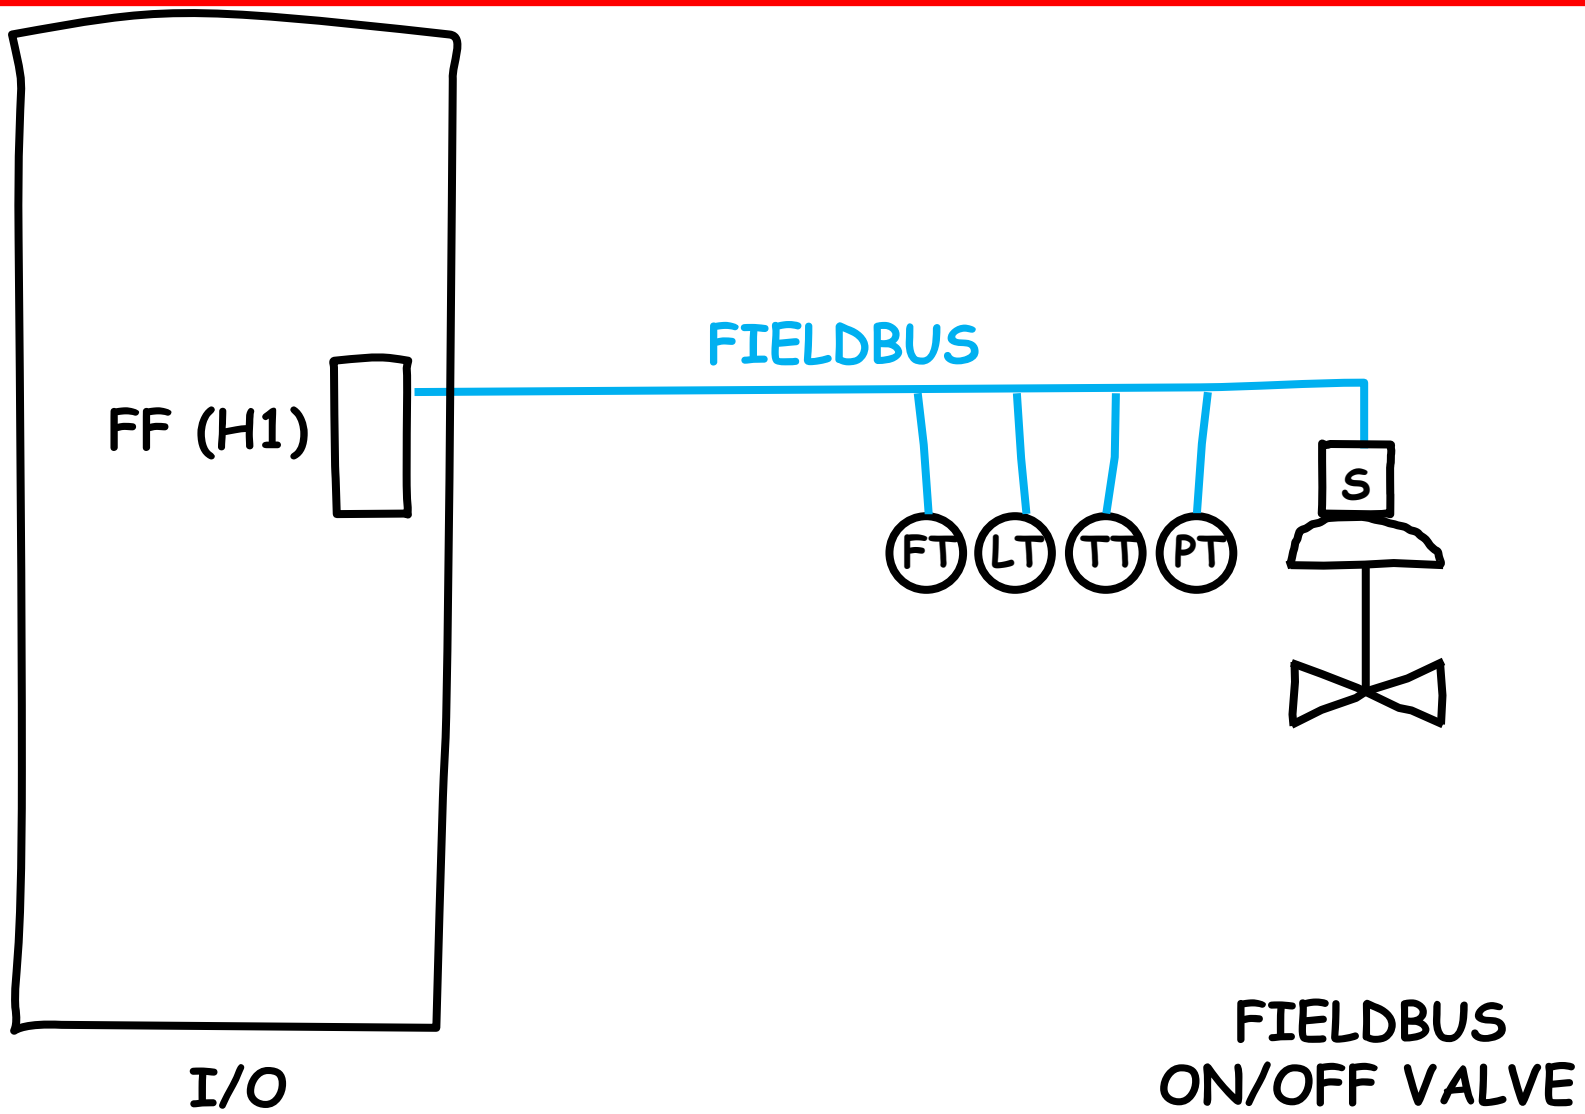 FIELDBUS
FF (H1)
S
FT LT TT PT
FIELDBUS
ON/OFF VALVE
I/O